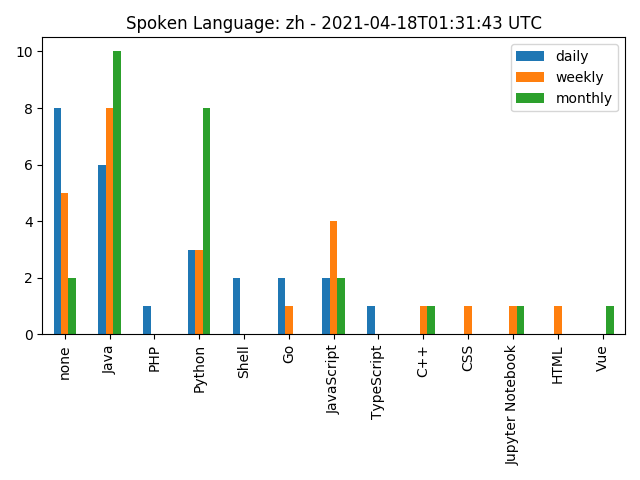 Spoken Language: zh - 2021-04-18T01:31:43 UTC
daily
weekly
monthly
10
8
6
4
2
0
none
Java
PHP
Python
Shell
Go
JavaScript
TypeScript
C++
CSS
Jupyter Notebook
HTML
Vue